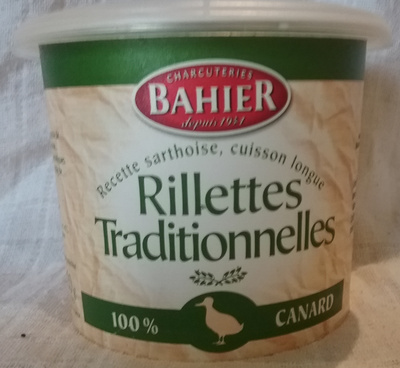 CHARCUTERIES
BAHIER
depuis 1951
Recette sarthoise, cuisson longue
Rillettes
Traditionnelles
100% CANARD